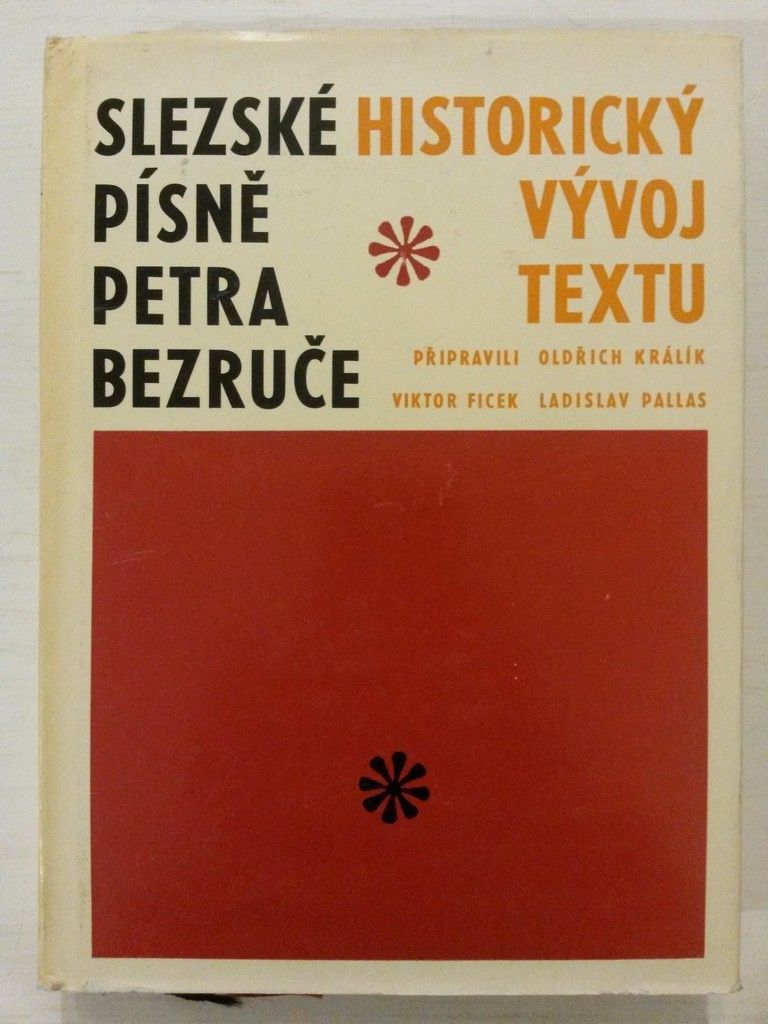 SLEZSKÉ
PÍSNĚ
PETRA
BEZRUČE
HISTORICKÝ
VÝVOJ
TEXTU
PŘIPRAVILI OLDŘICH KRÁLÍK
VIKTOR FICEK LADISLAV PALLAS